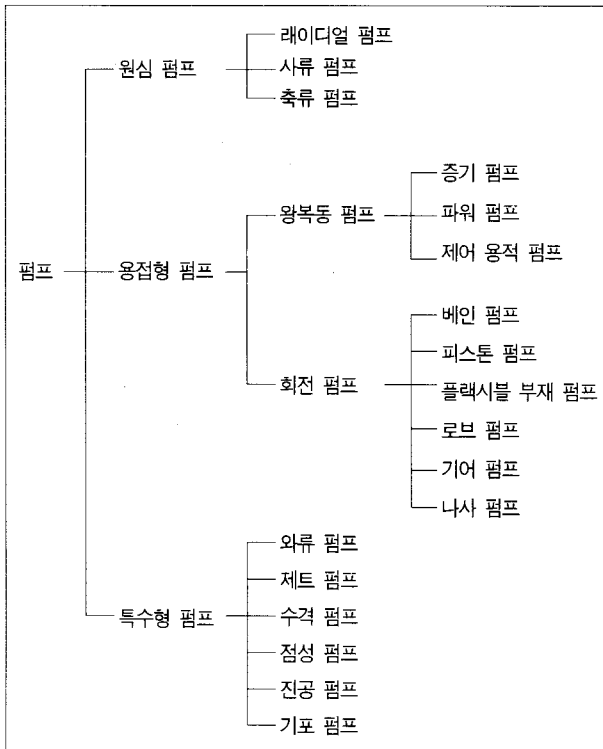 펌프
원심 펌프
래이디얼 펌프
사류 펌프
축류 펌프
용접형 펌프
왕복동 펌프
증기 펌프
파워 펌프
제어 용적 펌프
회전 펌프
베인 펌프
피스톤 펌프
플랙시블 부재 펌프
로브 펌프
기어 펌프
나사 펌프
특수형 펌프
와류 펌프
제트 펌프
수격 펌프
점성 펌프
진공 펌프
기포 펌프